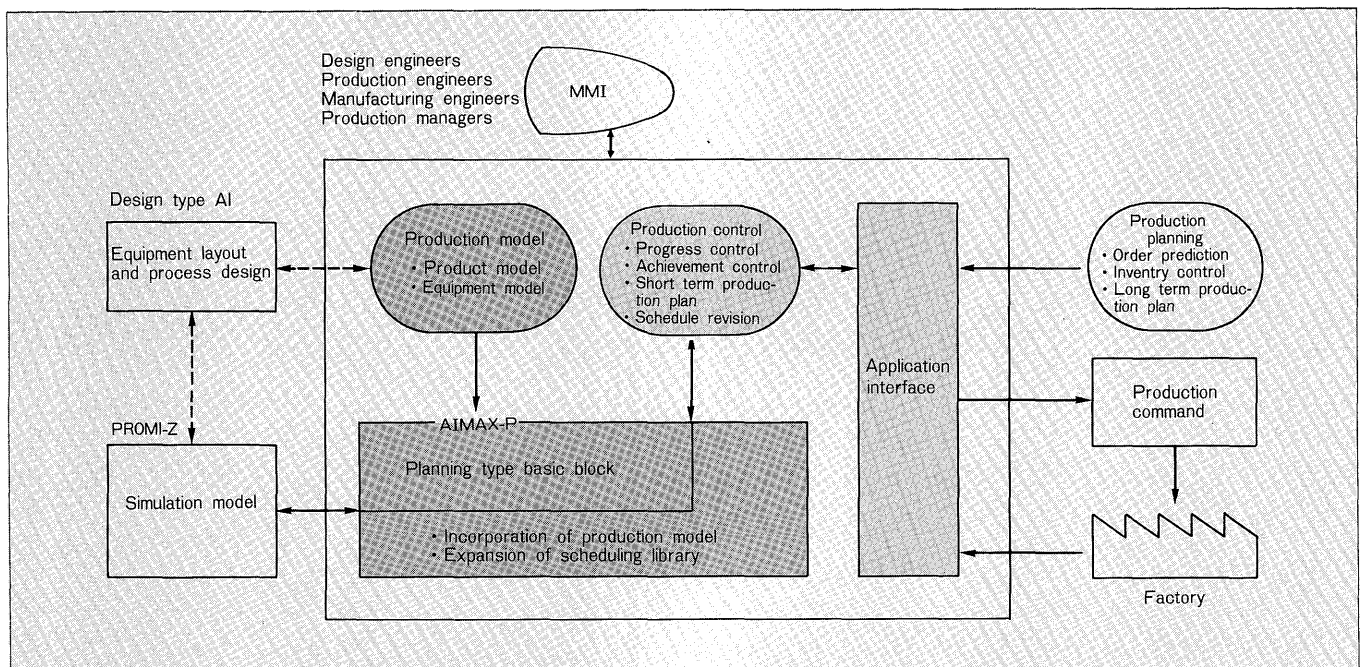 Design engineers
Production engineers
Manufacturing engineers
Production managers
MMI
Design type AI
Equipment layout
and process design
Production model
• Product model
• Equipment model
Production control
• Progress control
• Achievement control
• Short term produc-
tion plan
• Schedule revision
Production
planning
• Order prediction
• Inventry control
• Long term produc-
tion plan
Application
interface
Production
command
PROMI-Z
Simulation model
AIMAX-P
Planning type basic block
• Incorporation of production model
• Expansion of scheduling library
Factory